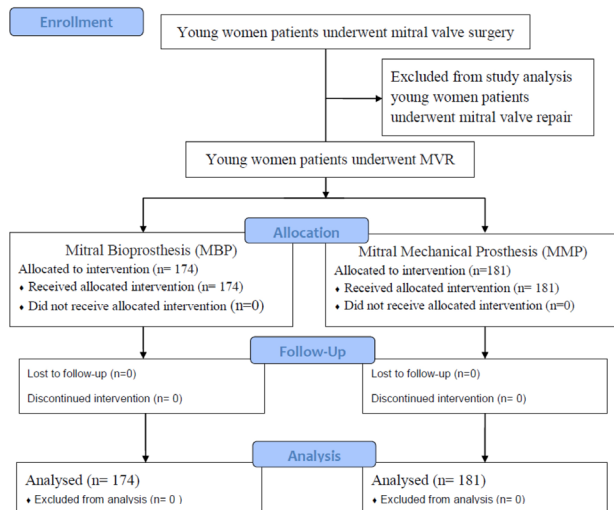 Enrollment
Young women patients underwent mitral valve surgery
Excluded from study analysis
young women patients
underwent mitral valve repair
Young women patients underwent MVR
Allocation
Mitral Bioprosthesis (MBP)
Allocated to intervention (n= 174)
♦ Received allocated intervention (n= 174)
♦ Did not receive allocated intervention (n=0)
Mitral Mechanical Prosthesis (MMP)
Allocated to intervention (n=181)
♦ Received allocated intervention (n= 181)
♦ Did not receive allocated intervention (n=0)
Follow-Up
Lost to follow-up (n=0)
Discontinued intervention (n= 0)
Lost to follow-up (n=0)
Discontinued intervention (n= 0)
Analysis
Analysed (n= 174)
♦ Excluded from analysis (n= 0 )
Analysed (n= 181)
♦ Excluded from analysis (n= 0)